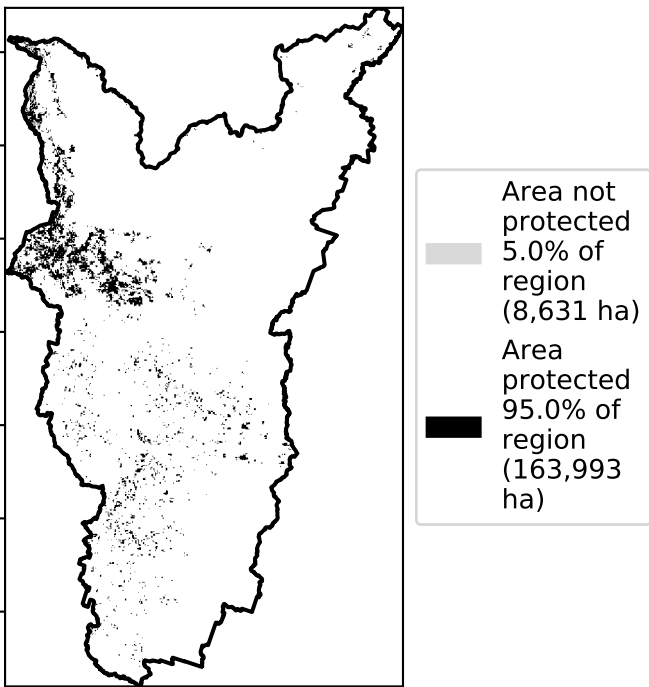 Area not
protected
5.0% of
region
(8,631 ha)
Area
protected
95.0% of
region
(163,993
ha)